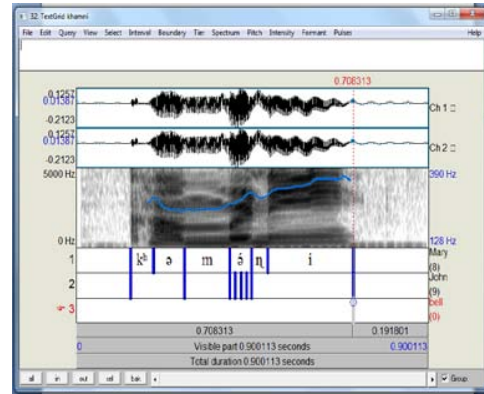 32. TextGrid khamni
File Edit Query View Select Interval Boundary Tier Spectrum Pitch Intensity Formant Pulses Help
0.708313
0.1257
0.01387
-0.2123
Ch 1
0.1257
0.01387
-0.2123
Ch 2
5000 Hz
390 Hz
0 Hz
128 Hz
1 kʰ ə m ə́ ɳ i Mary
(8)
2 John
(9)
3 bell
(0)
0.708313 0.191801
0 Visible part 0.900113 seconds 0.900113
Total duration 0.900113 seconds
all in out sel bak Group